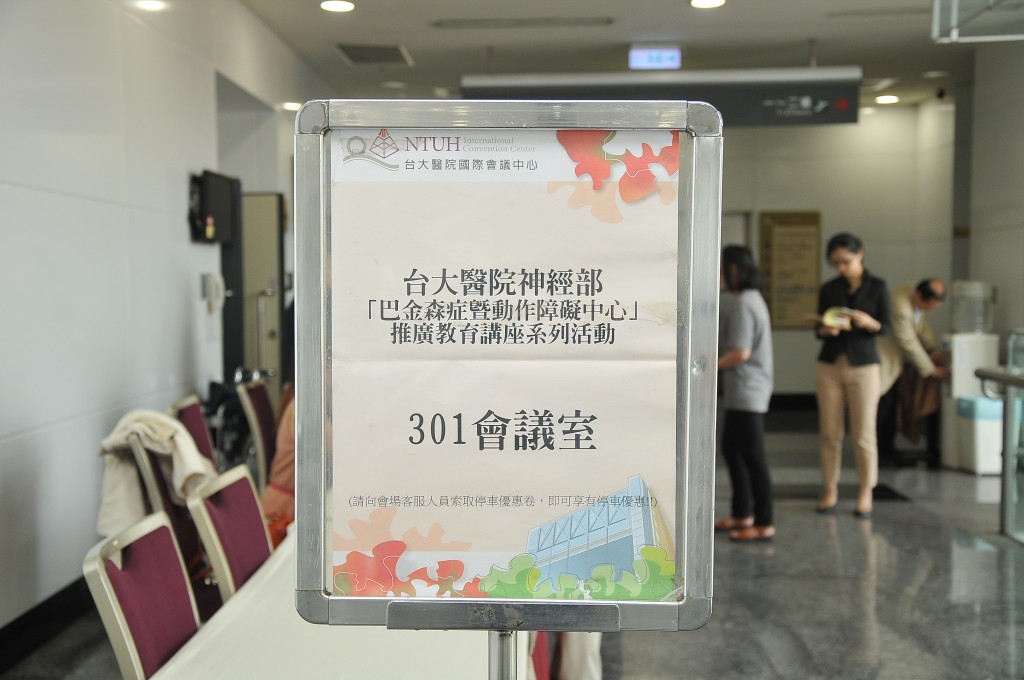 NTUH International
Convention Center
台大醫院國際會議中心
台大醫院神經部
「巴金森症暨動作障礙中心」
推廣教育講座系列活動
301會議室
(請向會場客服人員索取停車優惠卷，即可享有停車優惠!!)